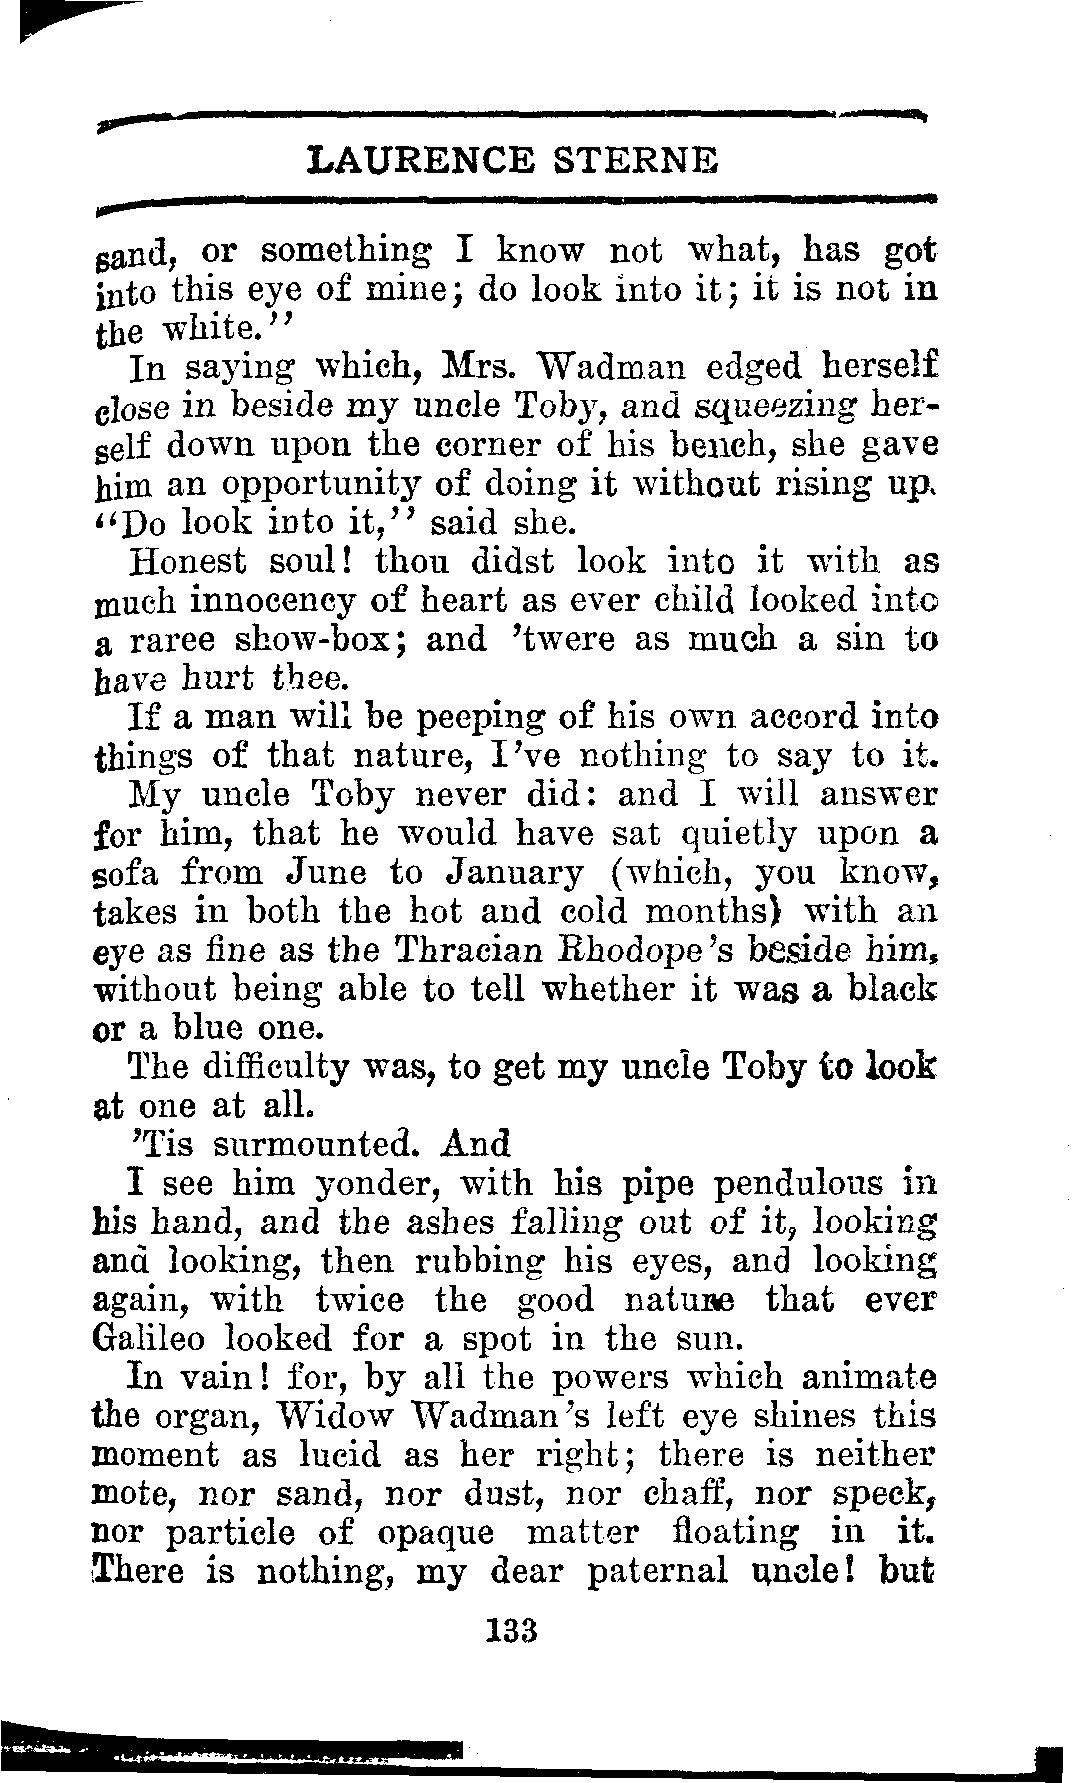 LAURENCE STERNE
sand, or something I know not what, has got
into this eye of mine; do look into it; it is not in
the white.''
In saying which, Mrs. Wadman edged herself
close in beside my uncle Toby, and squeezing her-
self down upon the corner of his bench, she gave
him an opportunity of doing it without rising up.
‘‘Do look into it,’’ said she.
Honest soul! thou didst look into it with as
much innocency of heart as ever child looked into
a raree show-box; and ’twere as much a sin to
have hurt thee.
If a man will be peeping of his own accord into
things of that nature, I’ve nothing to say to it.
My uncle Toby never did: and I will answer
for him, that he would have sat quietly upon a
sofa from June to January (which, you know,
takes in both the hot and cold months) with an
eye as fine as the Thracian Rhodope’s beside him,
without being able to tell whether it was a black
or a blue one.
The difficulty was, to get my uncle Toby to look
at one at all.
’Tis surmounted. And
I see him yonder, with his pipe pendulous in
his hand, and the ashes falling out of it, looking
and looking, then rubbing his eyes, and looking
again, with twice the good nature that ever
Galileo looked for a spot in the sun.
In vain! for, by all the powers which animate
the organ, Widow Wadman’s left eye shines this
moment as lucid as her right; there is neither
mote, nor sand, nor dust, nor chaff, nor speck,
nor particle of opaque matter floating in it.
There is nothing, my dear paternal uncle! but
133